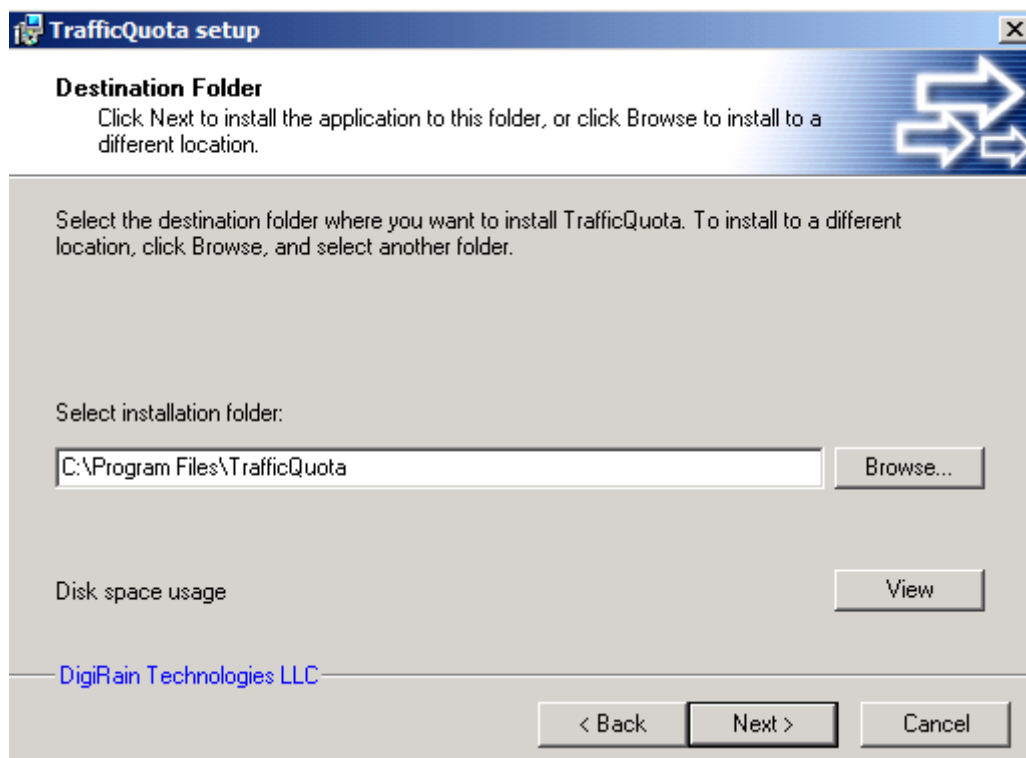 TrafficQuota setup
Destination Folder
Click Next to install the application to this folder, or click Browse to install to a
different location.
Select the destination folder where you want to install TrafficQuota. To install to a different
location, click Browse, and select another folder.
Select installation folder:
C:\Program Files\TrafficQuota
Browse...
Disk space usage
View
DigiRain Technologies LLC
< Back
Next >
Cancel